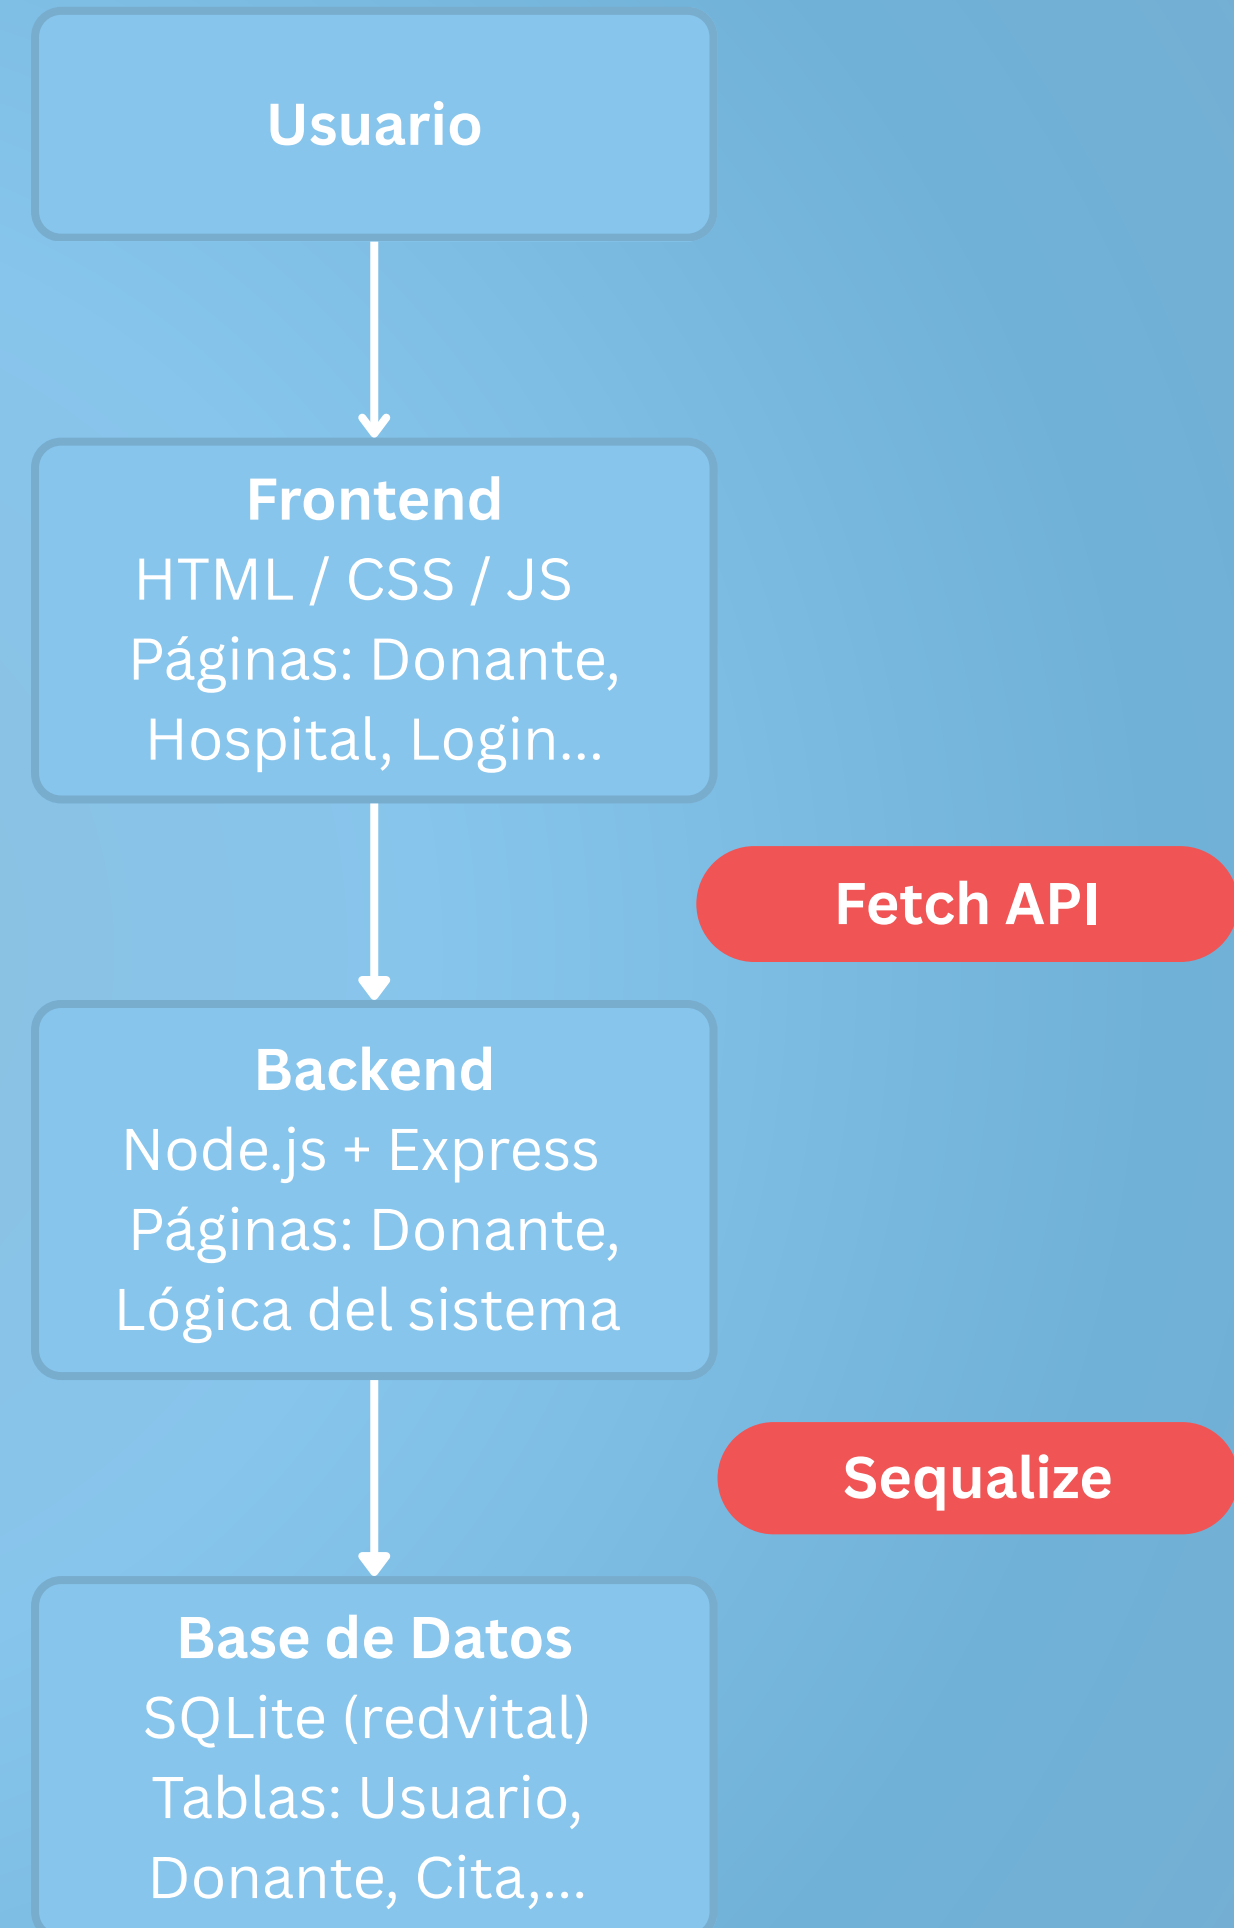 Usuario
Frontend
HTML / CSS / JS
Páginas: Donante,
Hospital, Login...
Fetch API
Backend
Node.js + Express
Páginas: Donante,
Lógica del sistema
Sequalize
Base de Datos
SQLite (redvital)
Tablas: Usuario,
Donante, Cita,...